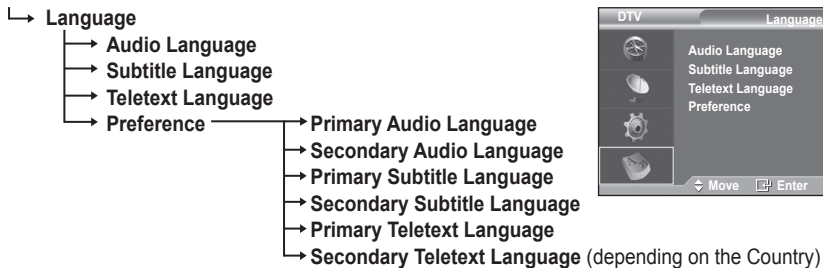 Language
Audio Language
Subtitle Language
Teletext Language
Preference
Primary Audio Language
Secondary Audio Language
Primary Subtitle Language
Secondary Subtitle Language
Primary Teletext Language
Secondary Teletext Language (depending on the Country)
DTV
Language
Audio Language
Subtitle Language
Teletext Language
Preference
Move Enter